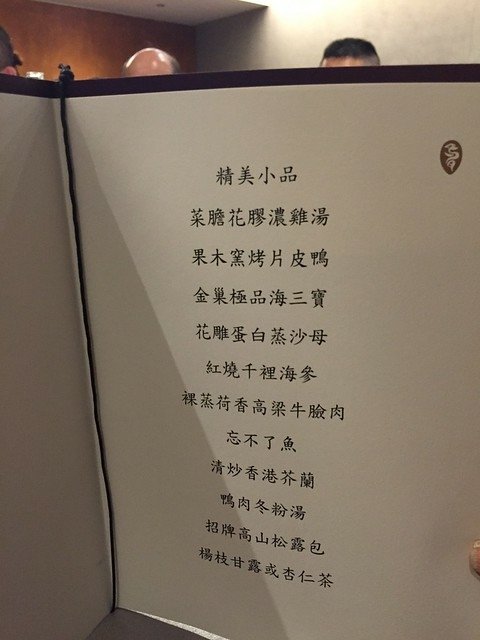 精美小品
菜膽花膠濃雞湯
果木窯烤片皮鴨
金巢極品海三寶
花雕蛋白蒸沙母
紅燒千裡海參
裸蒸荷香高梁牛臉肉
忘不了魚
清炒香港芥蘭
鴨肉冬粉湯
招牌高山松露包
楊枝甘露或杏仁茶